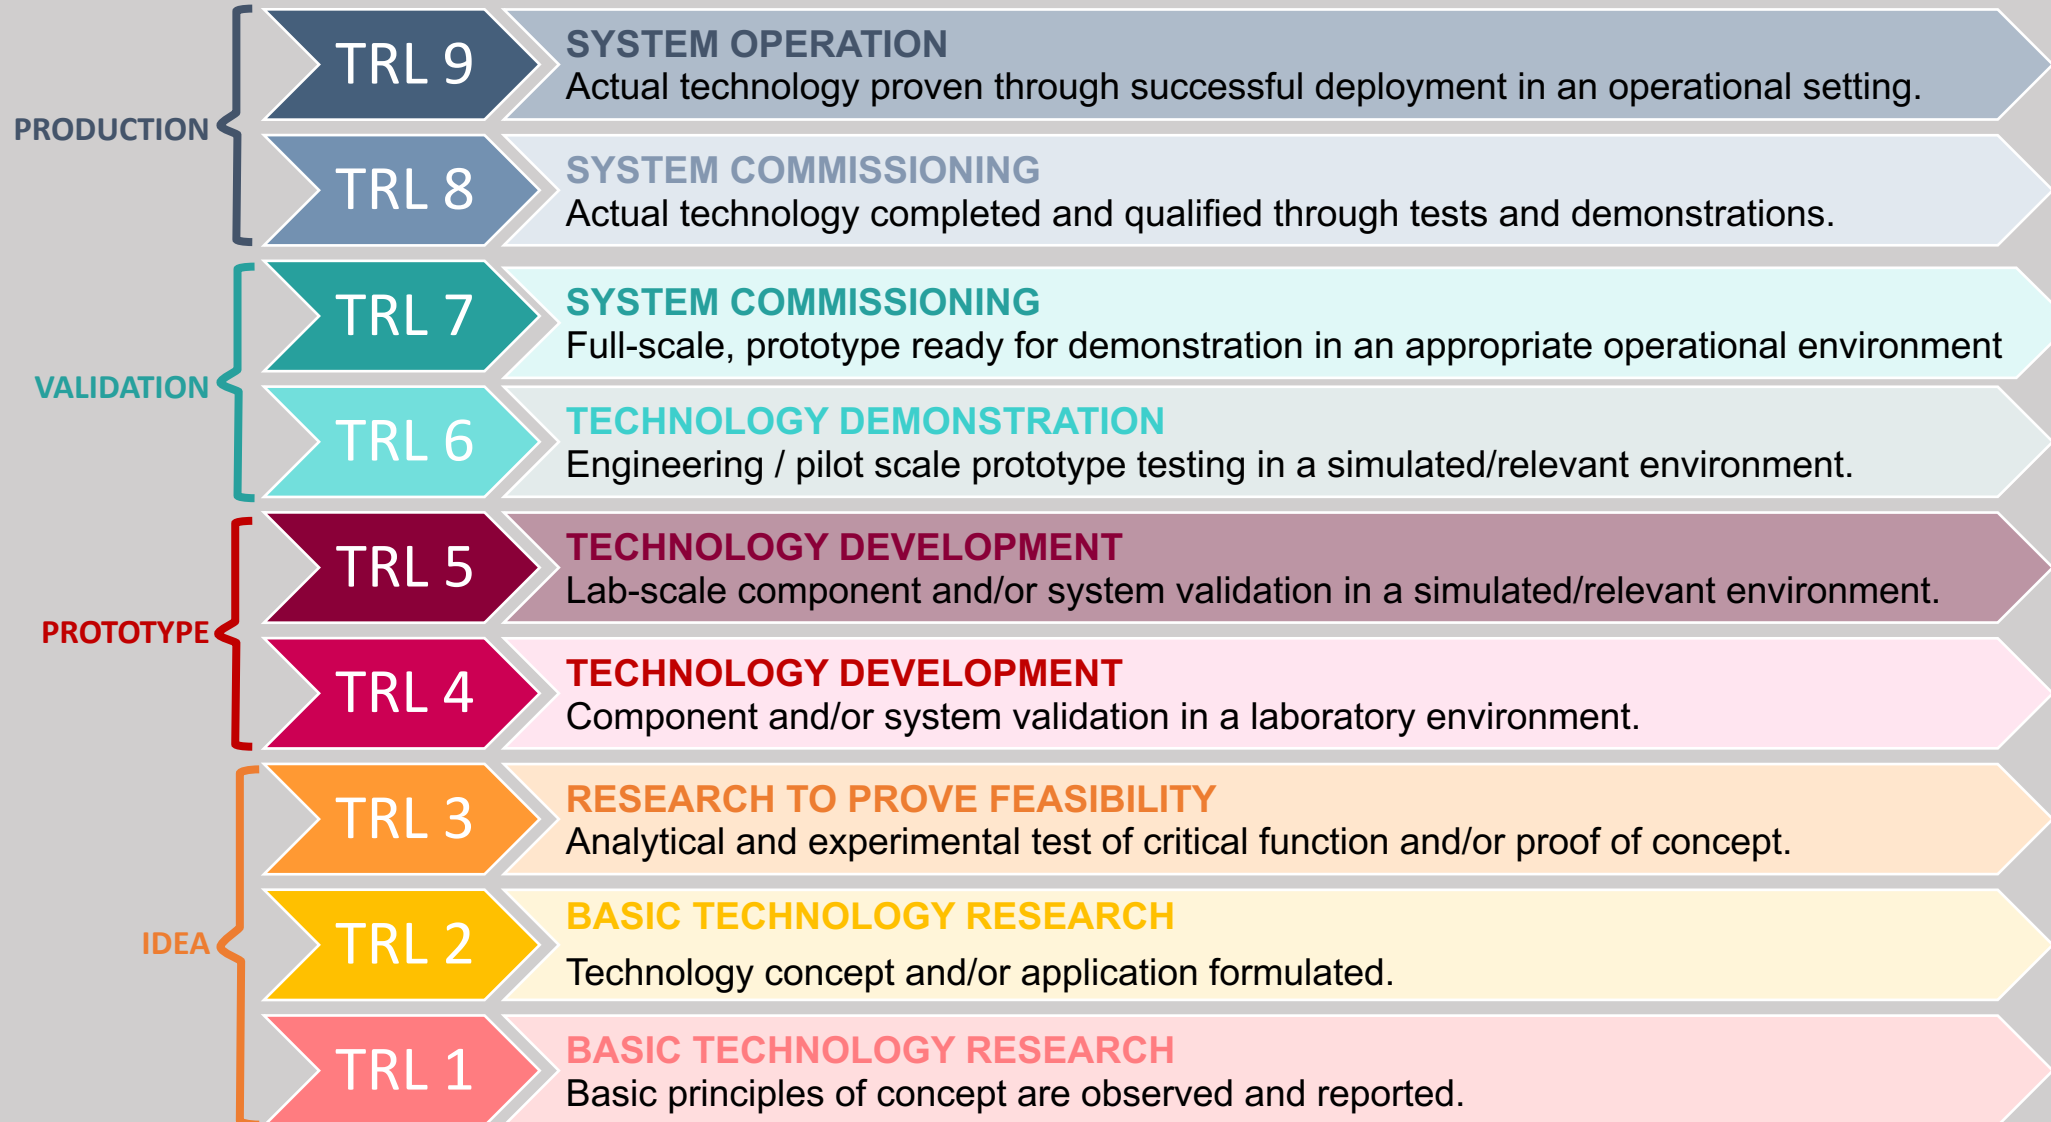 PRODUCTION
TRL 9
SYSTEM OPERATION
Actual technology proven through successful deployment in an operational setting.
TRL 8
SYSTEM COMMISSIONING
Actual technology completed and qualified through tests and demonstrations.
VALIDATION
TRL 7
SYSTEM COMMISSIONING
Full-scale, prototype ready for demonstration in an appropriate operational environment
TRL 6
TECHNOLOGY DEMONSTRATION
Engineering / pilot scale prototype testing in a simulated/relevant environment.
PROTOTYPE
TRL 5
TECHNOLOGY DEVELOPMENT
Lab-scale component and/or system validation in a simulated/relevant environment.
TRL 4
TECHNOLOGY DEVELOPMENT
Component and/or system validation in a laboratory environment.
IDEA
TRL 3
RESEARCH TO PROVE FEASIBILITY
Analytical and experimental test of critical function and/or proof of concept.
TRL 2
BASIC TECHNOLOGY RESEARCH
Technology concept and/or application formulated.
TRL 1
BASIC TECHNOLOGY RESEARCH
Basic principles of concept are observed and reported.